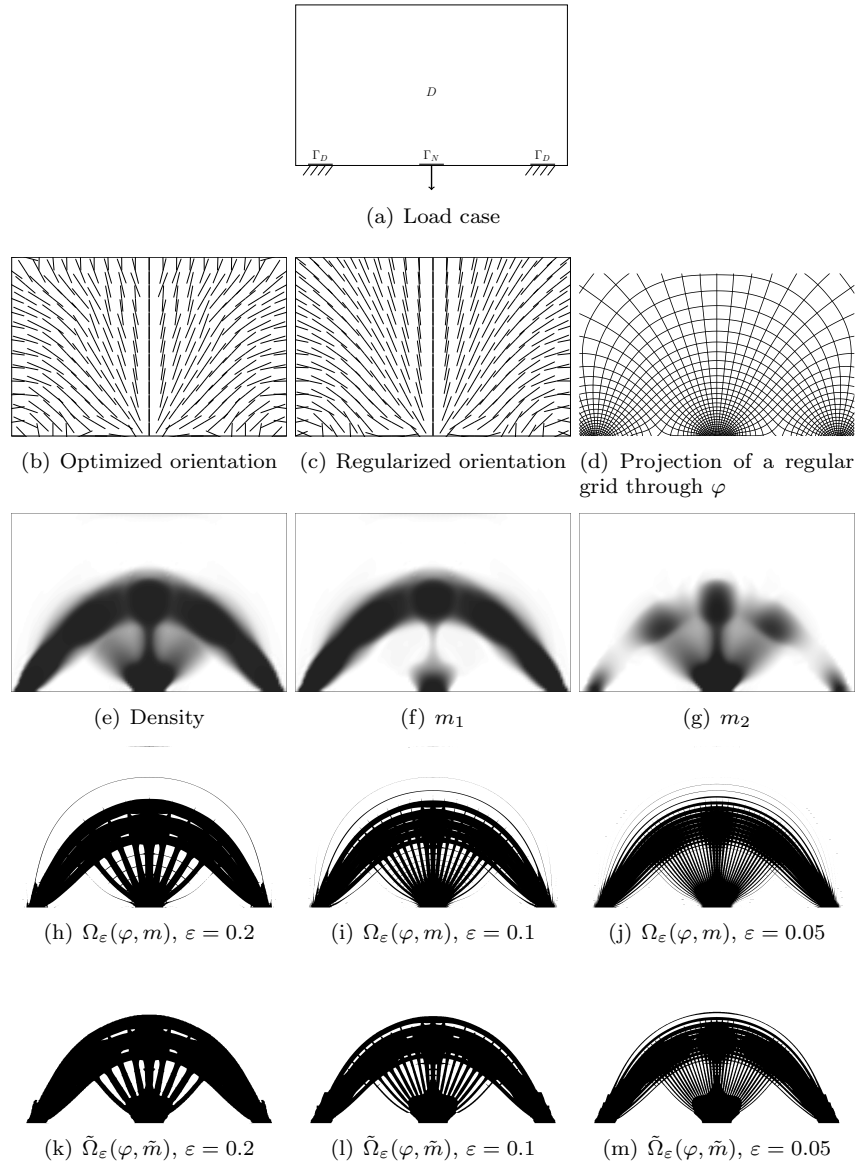 D
Γ_D
Γ_N
Γ_D
(a) Load case
(b) Optimized orientation
(c) Regularized orientation
(d) Projection of a regular
grid through φ
(e) Density
(f) m_1
(g) m_2
(h) Ω_ε(φ, m), ε = 0.2
(i) Ω_ε(φ, m), ε = 0.1
(j) Ω_ε(φ, m), ε = 0.05
(k) Ω̃_ε(φ, m̃), ε = 0.2
(l) Ω̃_ε(φ, m̃), ε = 0.1
(m) Ω̃_ε(φ, m̃), ε = 0.05